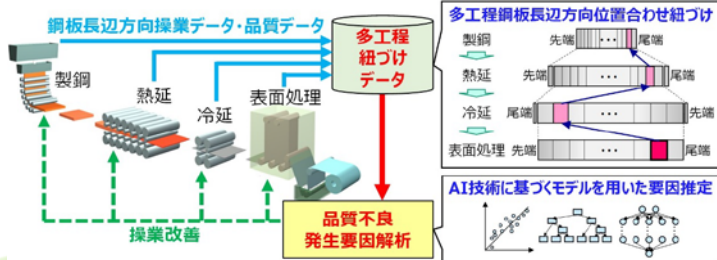 鋼板長辺方向操業データ・品質データ
製鋼
熱延
冷延
表面処理
多工程
紐づけ
データ
操業改善
品質不良
発生要因解析
多工程鋼板長辺方向位置合わせ紐づけ
製鋼
先端
・・・
尾端
熱延
先端
・・・
尾端
冷延
尾端
・・・
先端
表面処理
先端
・・・
尾端
AI技術に基づくモデルを用いた要因推定